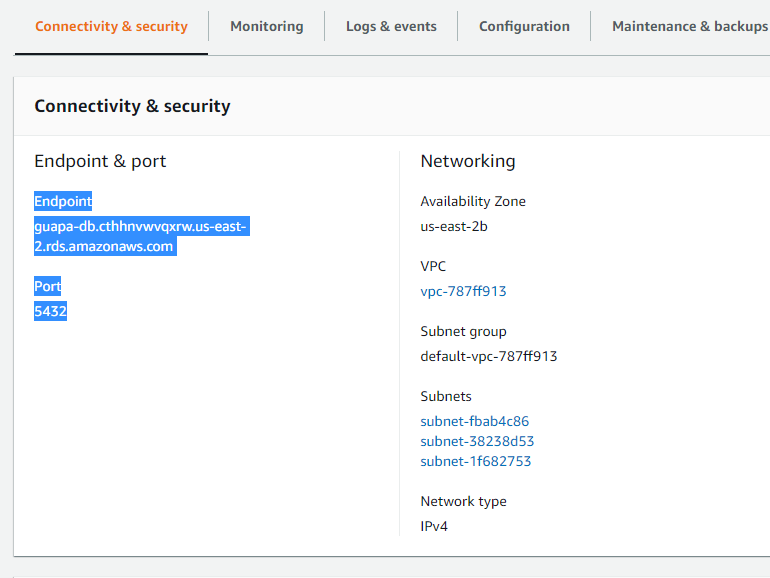 Connectivity & security
Monitoring
Logs & events
Configuration
Maintenance & backups
Connectivity & security
Endpoint & port
Endpoint
guapa-db.cthhnvwvqxrw.us-east-
2.rds.amazonaws.com
Port
5432
Networking
Availability Zone
us-east-2b
VPC
vpc-787ff913
Subnet group
default-vpc-787ff913
Subnets
subnet-fbab4c86
subnet-38238d53
subnet-1f682753
Network type
IPv4